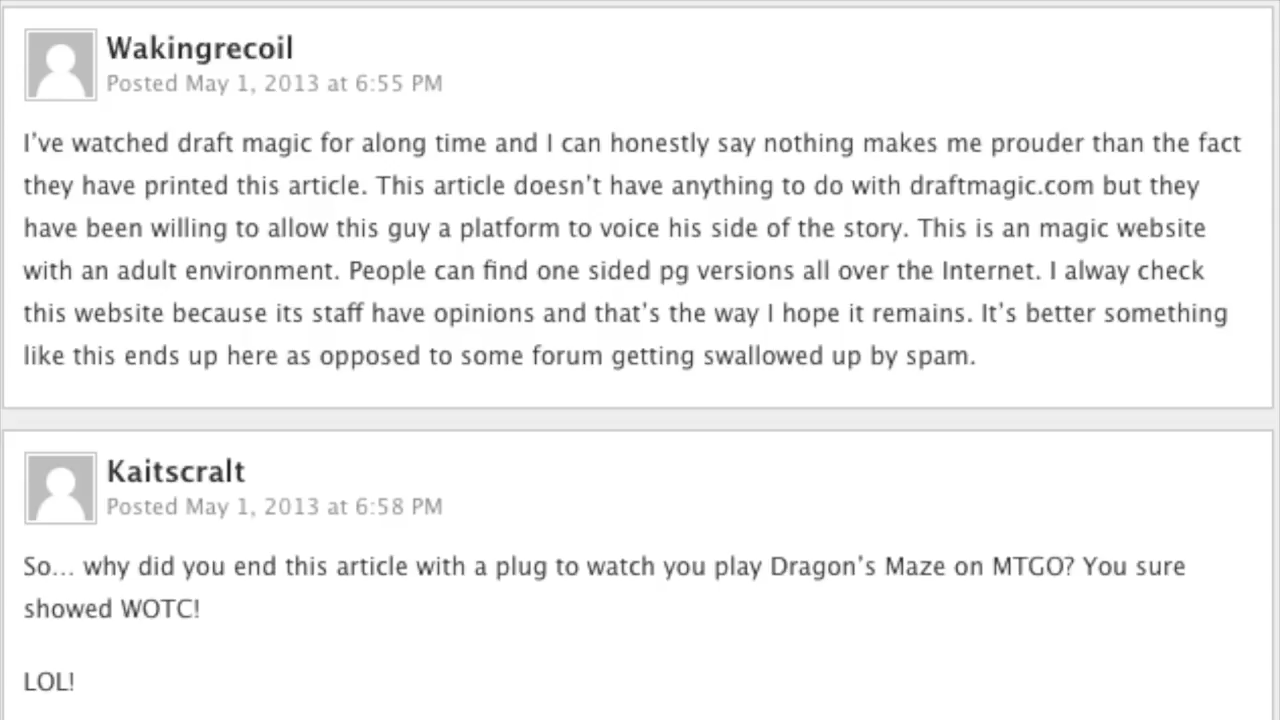 Wakingrecoil
Posted May 1, 2013 at 6:55 PM
I've watched draft magic for along time and I can honestly say nothing makes me prouder than the fact
they have printed this article. This article doesn't have anything to do with draftmagic.com but they
have been willing to allow this guy a platform to voice his side of the story. This is an magic website
with an adult environment. People can find one sided pg versions all over the Internet. I alway check
this website because its staff have opinions and that's the way I hope it remains. It's better something
like this ends up here as opposed to some forum getting swallowed up by spam.
Kaitscralt
Posted May 1, 2013 at 6:58 PM
So... why did you end this article with a plug to watch you play Dragon's Maze on MTGO? You sure
showed WOTC!
LOL!